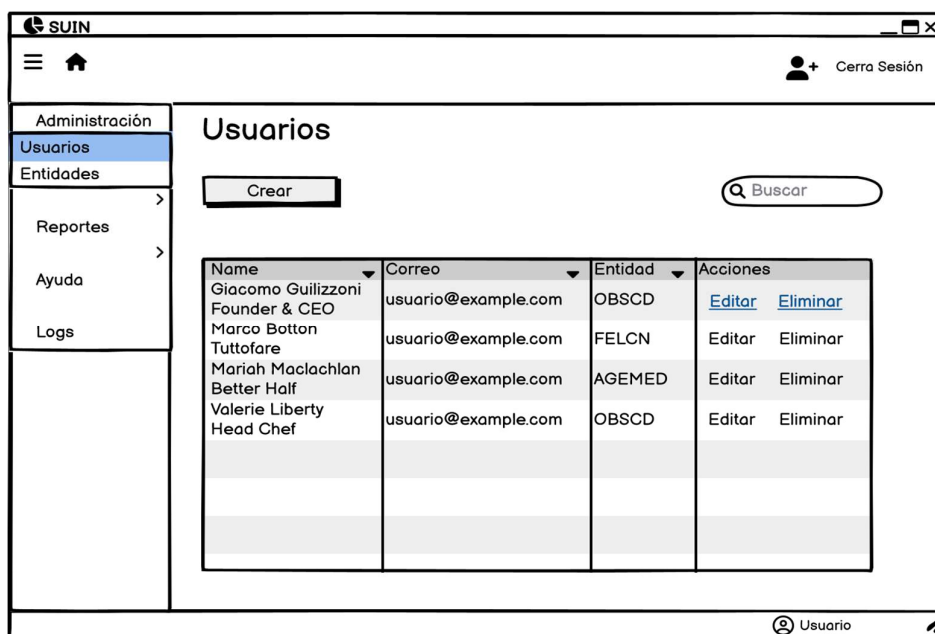 SUIN
Cerra Sesión
Administración
Usuarios
Entidades
Reportes
Ayuda
Logs
Usuarios
Crear
Buscar
Name Correo Entidad Acciones
Giacomo Guilizzoni
Founder & CEO
usuario@example.com OBSCD Editar Eliminar
Marco Botton
Tuttofare
usuario@example.com FELCN Editar Eliminar
Mariah Maclachlan
Better Half
usuario@example.com AGEMED Editar Eliminar
Valerie Liberty
Head Chef
usuario@example.com OBSCD Editar Eliminar
Usuario